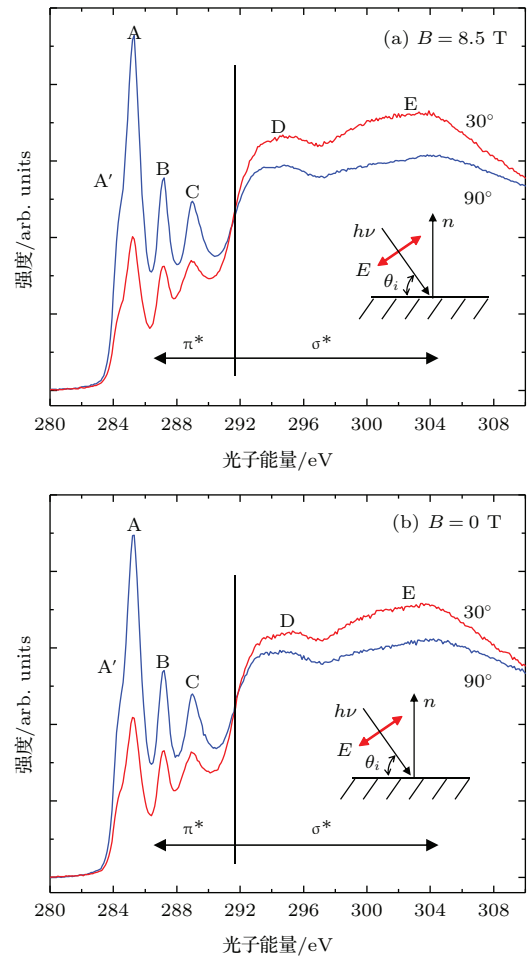 A
(a) B = 8.5 T
E
D
30°
A′
B
C
90°
n
hν
E
θi
π*
σ*
强度/arb. units
280 284 288 292 296 300 304 308
光子能量/eV
A
(b) B = 0 T
E
D
30°
A′
B
C
90°
n
hν
E
θi
π*
σ*
强度/arb. units
280 284 288 292 296 300 304 308
光子能量/eV